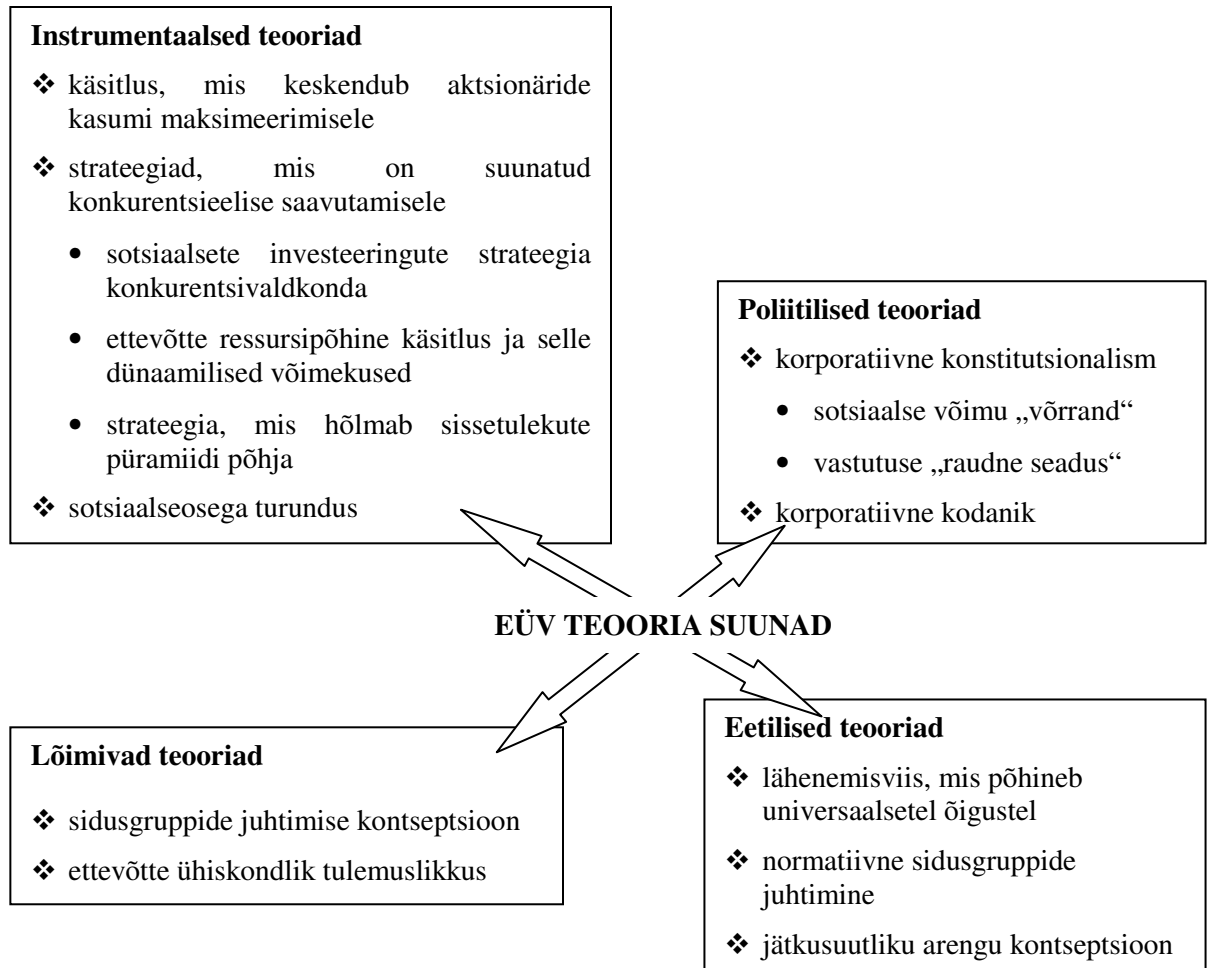 Instrumentaalsed teooriad
❖ käsitlus, mis keskendub aktsionäride
kasumi maksimeerimisele
❖ strateegiad, mis on suunatud
konkurentsieelise saavutamisele
• sotsiaalsete investeeringute strateegia
konkurentsivaldkonda
• ettevõtte ressursipõhine käsitlus ja selle
dünaamilised võimekused
• strateegia, mis hõlmab sissetulekute
püramiidi põhja
❖ sotsiaalseosega turundus
Poliitilised teooriad
❖ korporatiivne konstitutsionalism
• sotsiaalse võimu „võrrand“
• vastutuse „raudne seadus“
❖ korporatiivne kodanik
EÜV TEOORIA SUUNAD
Lõimivad teooriad
❖ sidusgruppide juhtimise kontseptsioon
❖ ettevõtte ühiskondlik tulemuslikkus
Eetilised teooriad
❖ lähenemisviis, mis põhineb
universaalsetel õigustel
❖ normatiivne sidusgruppide
juhtimine
❖ jätkusuutliku arengu kontseptsioon